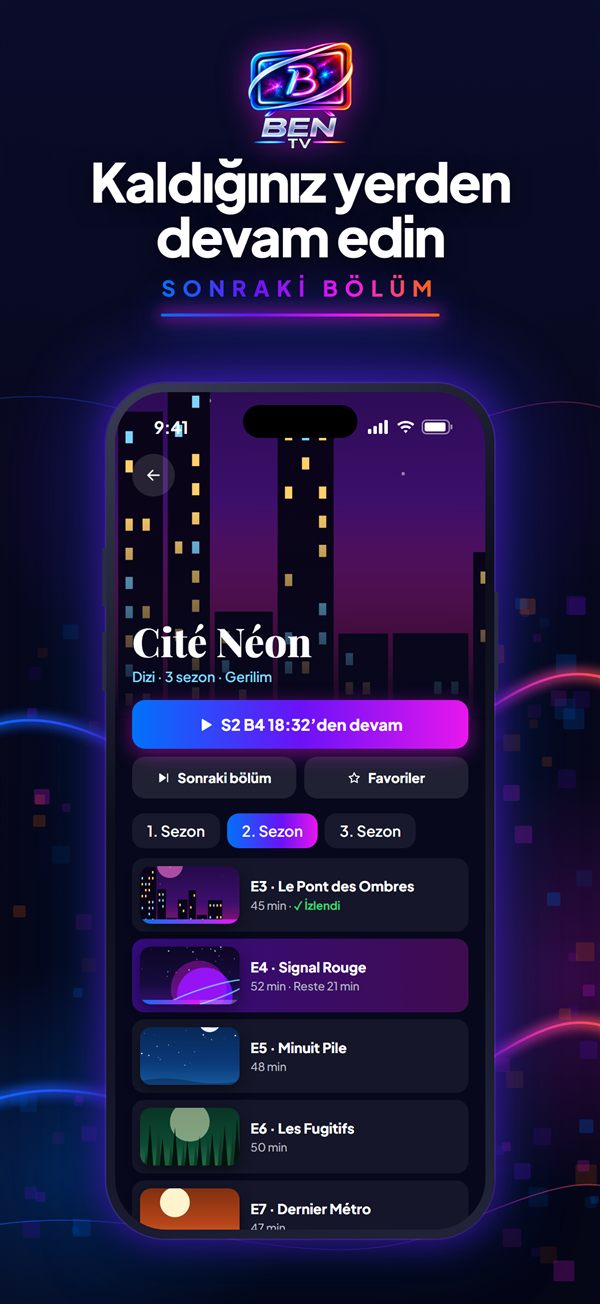 B
BEN
TV
Kaldığınız yerden
devam edin
SONRAKİ BÖLÜM
9:41
Cité Néon
Dizi · 3 sezon · Gerilim
S2 B4 18:32’den devam
Sonraki bölüm
Favoriler
1. Sezon
2. Sezon
3. Sezon
E3 · Le Pont des Ombres
45 min · ✓ İzlendi
E4 · Signal Rouge
52 min · Reste 21 min
E5 · Minuit Pile
48 min
E6 · Les Fugitifs
50 min
E7 · Dernier Métro
47 min